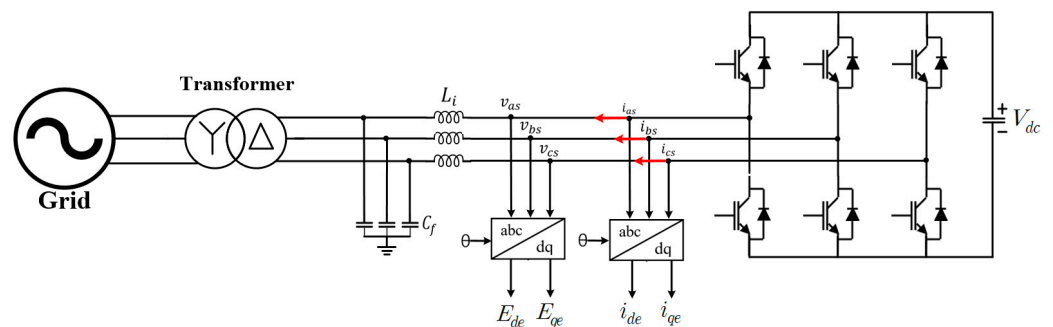 Transformer
Grid
Y
Δ
L_i
C_f
v_as
v_bs
v_cs
i_as
i_bs
i_cs
+
−
V_dc
θ
abc
dq
θ
abc
dq
E_de
E_qe
i_de
i_qe